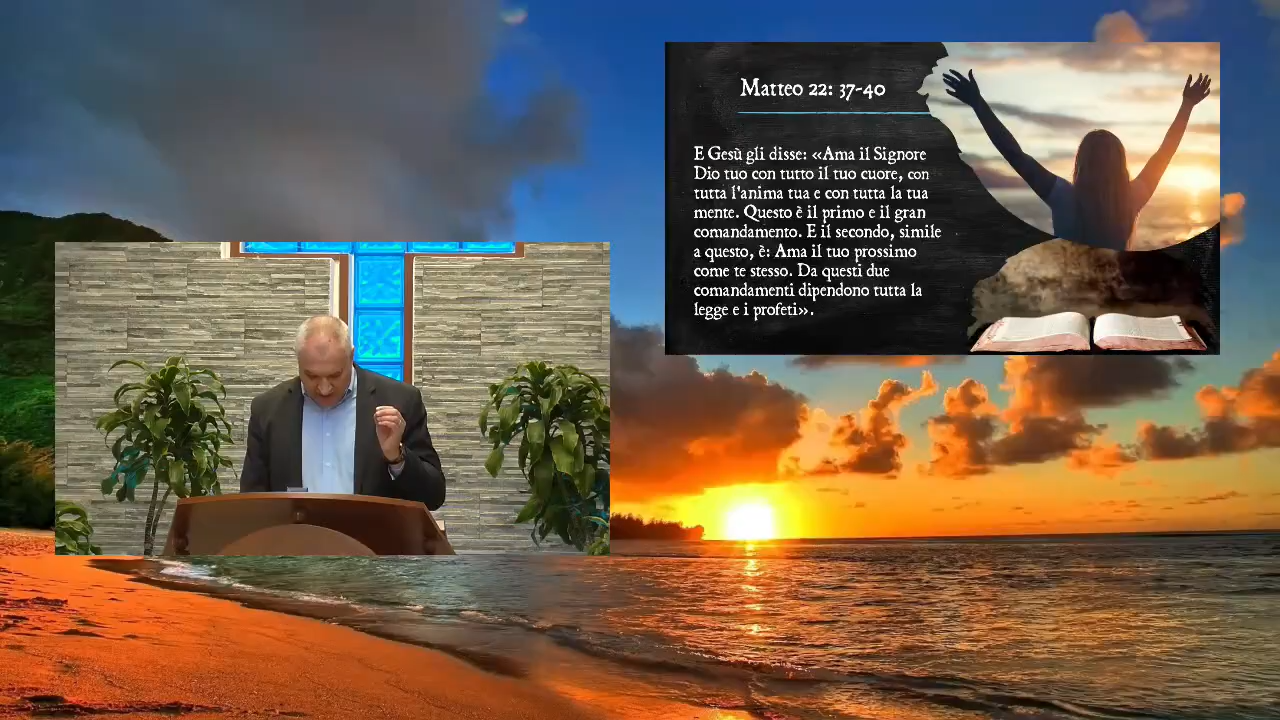 Matteo 22: 37-40
E Gesù gli disse: «Ama il Signore
Dio tuo con tutto il tuo cuore, con
tutta l'anima tua e con tutta la tua
mente. Questo è il primo e il gran
comandamento. E il secondo, simile
a questo, è: Ama il tuo prossimo
come te stesso. Da questi due
comandamenti dipendono tutta la
legge e i profeti».